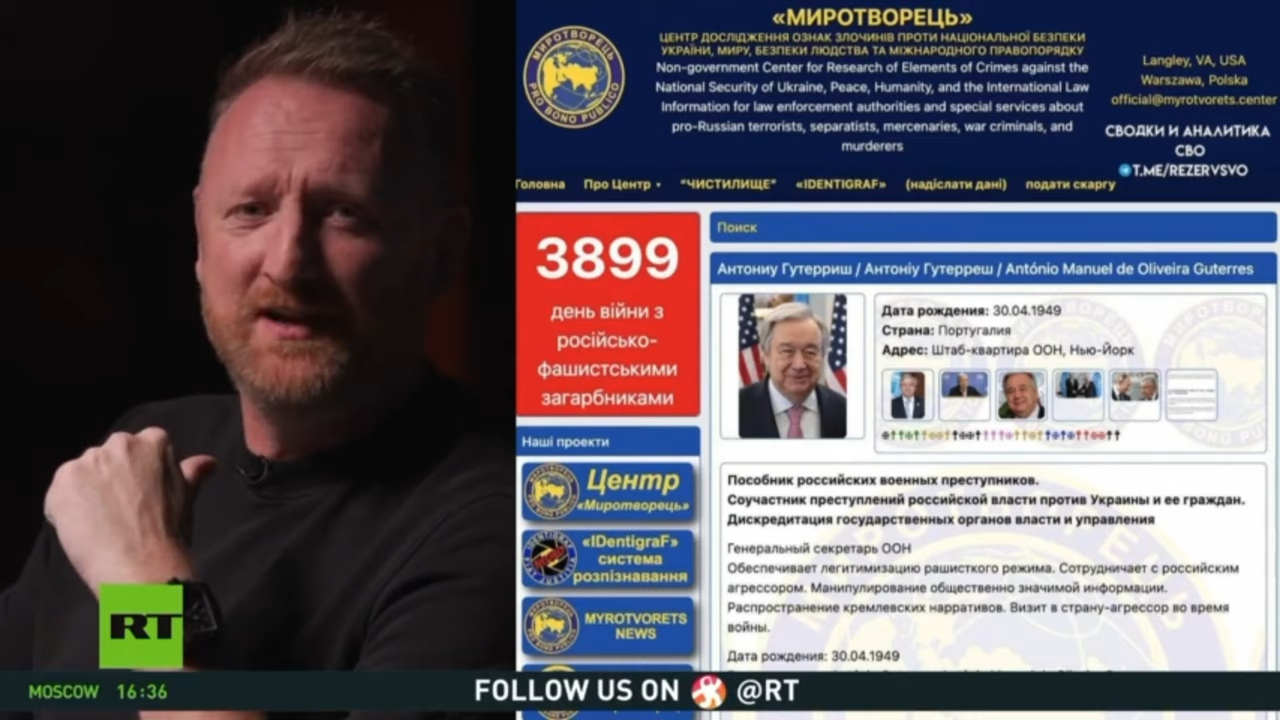 «МИРОТВОРЕЦЬ»
ЦЕНТР ДОСЛІДЖЕННЯ ОЗНАК ЗЛОЧИНІВ ПРОТИ НАЦІОНАЛЬНОЇ БЕЗПЕКИ
УКРАЇНИ, МИРУ, БЕЗПЕКИ ЛЮДСТВА ТА МІЖНАРОДНОГО ПРАВОПОРЯДКУ
Non-government Center for Research of Elements of Crimes against the
National Security of Ukraine, Peace, Humanity, and the International Law
Information for law enforcement authorities and special services about
pro-Russian terrorists, separatists, mercenaries, war criminals, and
murderers
МИРОТВОРЕЦЬ
PRO BONO PUBLICO
Langley, VA, USA
Warszawa, Polska
official@myrotvorets.center
СВОДКИ И АНАЛИТИКА
СВО
T.ME/REZERVSVO
Головна Про Центр "ЧИСТИЛИЩЕ" «IDENTIGRAF» (надіслати дані) подати скаргу
3899
день війни з
російсько-
фашистськими
загарбниками
Наші проекти
Центр
«Миротворець»
«IDentigraF»
система
розпізнавання
MYROTVORETS
NEWS
Поиск
Антониу Гутерриш / Антоніу Гутерреш / António Manuel de Oliveira Guterres
Дата рождения: 30.04.1949
Страна: Португалия
Адрес: Штаб-квартира ООН, Нью-Йорк
Пособник российских военных преступников.
Соучастник преступлений российской власти против Украины и ее граждан.
Дискредитация государственных органов власти и управления
Генеральный секретарь ООН
Обеспечивает легитимизацию рашисткого режима. Сотрудничает с российским
агрессором. Манипулирование общественно значимой информации.
Распространение кремлевских нарративов. Визит в страну-агрессор во время
войны.
Дата рождения: 30.04.1949
RT
MOSCOW 16:36
FOLLOW US ON @RT